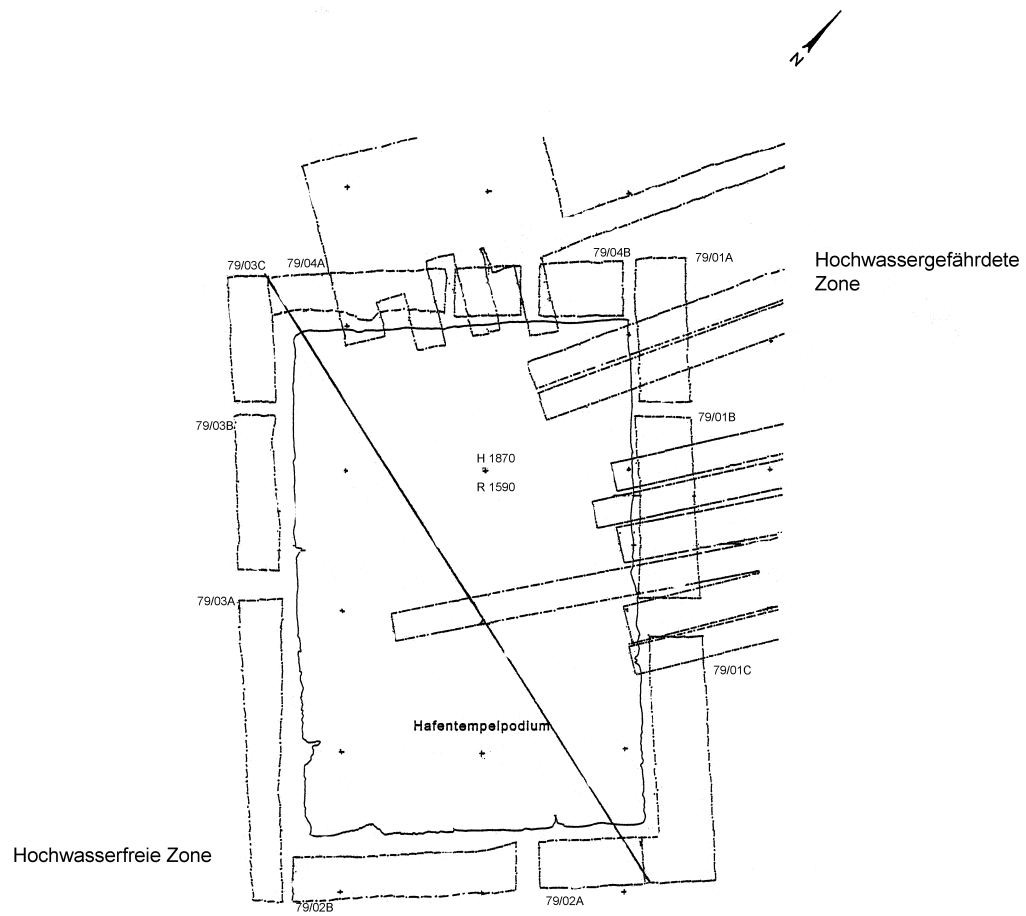 N
79/03C
79/04A
79/04B
79/01A
Hochwassergefährdete
Zone
79/03B
79/01B
H 1870
R 1590
79/03A
79/01C
Hafentempelpodium
Hochwasserfreie Zone
79/02A
79/02B